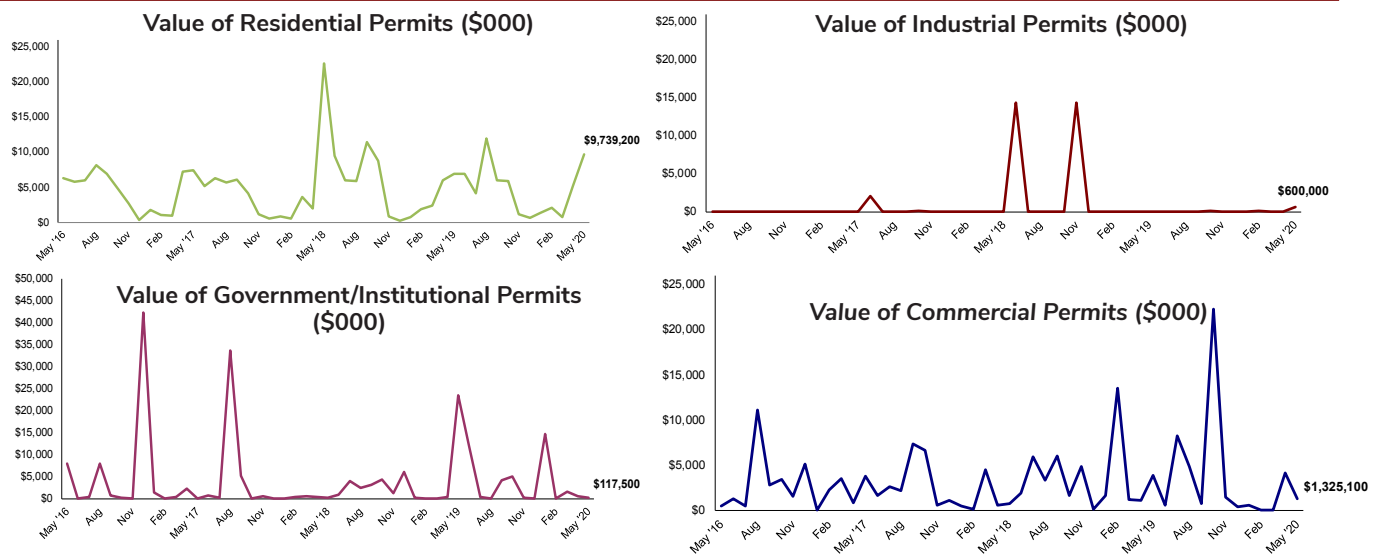 Value of Residential Permits ($000)
$25,000
$20,000
$15,000
$10,000
$5,000
$0
$9,739,200
May '16
Aug
Nov
Feb
May '17
Aug
Nov
Feb
May '18
Aug
Nov
Feb
May '19
Aug
Nov
Feb
May '20
Value of Industrial Permits ($000)
$25,000
$20,000
$15,000
$10,000
$5,000
$0
$600,000
May '16
Aug
Nov
Feb
May '17
Aug
Nov
Feb
May '18
Aug
Nov
Feb
May '19
Aug
Nov
Feb
May '20
Value of Government/Institutional Permits
($000)
$50,000
$45,000
$40,000
$35,000
$30,000
$25,000
$20,000
$15,000
$10,000
$5,000
$0
$117,500
May '16
Aug
Nov
Feb
May '17
Aug
Nov
Feb
May '18
Aug
Nov
Feb
May '19
Aug
Nov
Feb
May '20
Value of Commercial Permits ($000)
$25,000
$20,000
$15,000
$10,000
$5,000
$0
$1,325,100
May '16
Aug
Nov
Feb
May '17
Aug
Nov
Feb
May '18
Aug
Nov
Feb
May '19
Aug
Nov
Feb
May '20